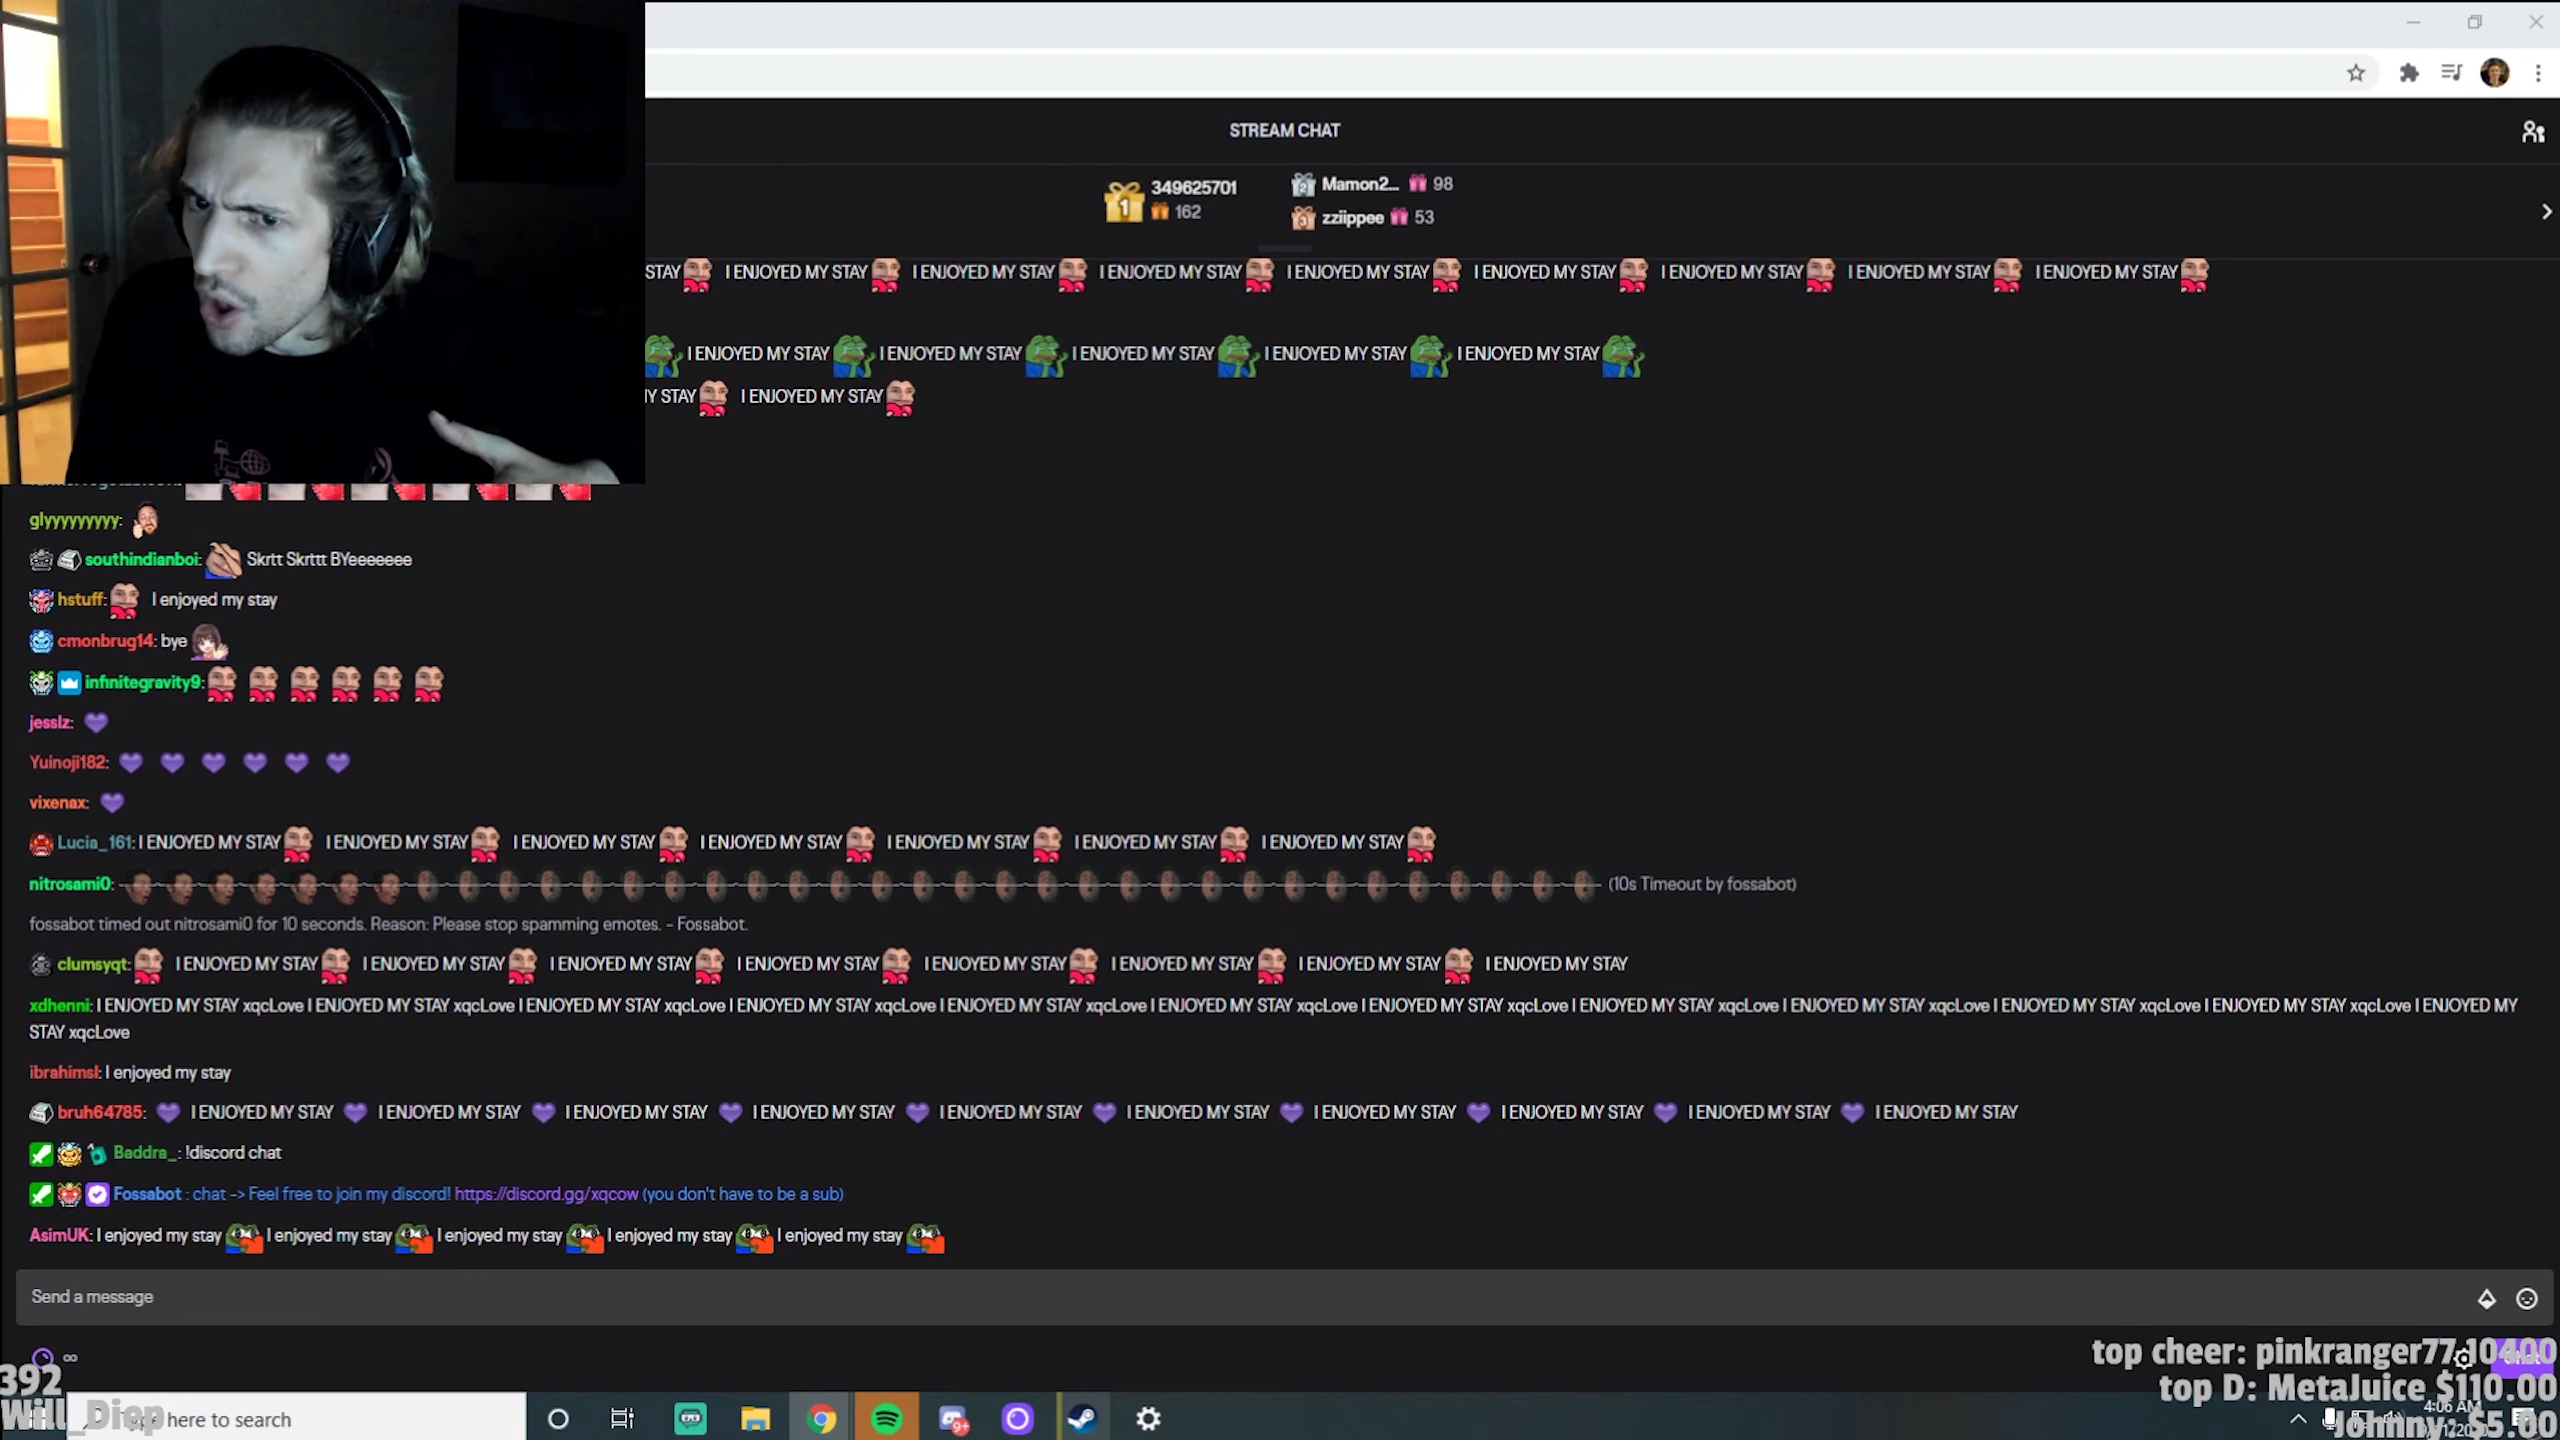 STREAM CHAT
349625701
162
Mamon2... 98
zziippee 53
STAY I ENJOYED MY STAY I ENJOYED MY STAY I ENJOYED MY STAY I ENJOYED MY STAY I ENJOYED MY STAY I ENJOYED MY STAY I ENJOYED MY STAY I ENJOYED MY STAY
I ENJOYED MY STAY I ENJOYED MY STAY I ENJOYED MY STAY I ENJOYED MY STAY I ENJOYED MY STAY
STAY I ENJOYED MY STAY
glyyyyyyyyy:
southindianboi: Skrtt Skrttt BYeeeeeee
hstuff: I enjoyed my stay
cmonbrug14: bye
infinitegravity9:
jesslz:
Yuinoji182:
vixenax:
Lucia_161: I ENJOYED MY STAY I ENJOYED MY STAY I ENJOYED MY STAY I ENJOYED MY STAY I ENJOYED MY STAY I ENJOYED MY STAY I ENJOYED MY STAY
nitrosami0: (10s Timeout by fossabot)
fossabot timed out nitrosami0 for 10 seconds. Reason: Please stop spamming emotes. - Fossabot.
clumsyqt: I ENJOYED MY STAY I ENJOYED MY STAY I ENJOYED MY STAY I ENJOYED MY STAY I ENJOYED MY STAY I ENJOYED MY STAY I ENJOYED MY STAY I ENJOYED MY STAY
xdhenni: I ENJOYED MY STAY xqcLove I ENJOYED MY STAY xqcLove I ENJOYED MY STAY xqcLove I ENJOYED MY STAY xqcLove I ENJOYED MY STAY xqcLove I ENJOYED MY STAY xqcLove I ENJOYED MY STAY xqcLove I ENJOYED MY STAY xqcLove I ENJOYED MY STAY xqcLove I ENJOYED MY STAY xqcLove I ENJOYED MY STAY xqcLove I ENJOYED MY
STAY xqcLove
ibrahimsl: I enjoyed my stay
bruh64785: I ENJOYED MY STAY I ENJOYED MY STAY I ENJOYED MY STAY I ENJOYED MY STAY I ENJOYED MY STAY I ENJOYED MY STAY I ENJOYED MY STAY I ENJOYED MY STAY I ENJOYED MY STAY I ENJOYED MY STAY
Baddra_: !discord chat
Fossabot: chat -> Feel free to join my discord! https://discord.gg/xqcow (you don't have to be a sub)
AsimUK: I enjoyed my stay I enjoyed my stay I enjoyed my stay I enjoyed my stay I enjoyed my stay
Send a message
392
Will_Diep
here to search
9+
top cheer: pinkranger77 10400
top D: MetaJuice $110.00
4:06 AM
Johnny: $5.00